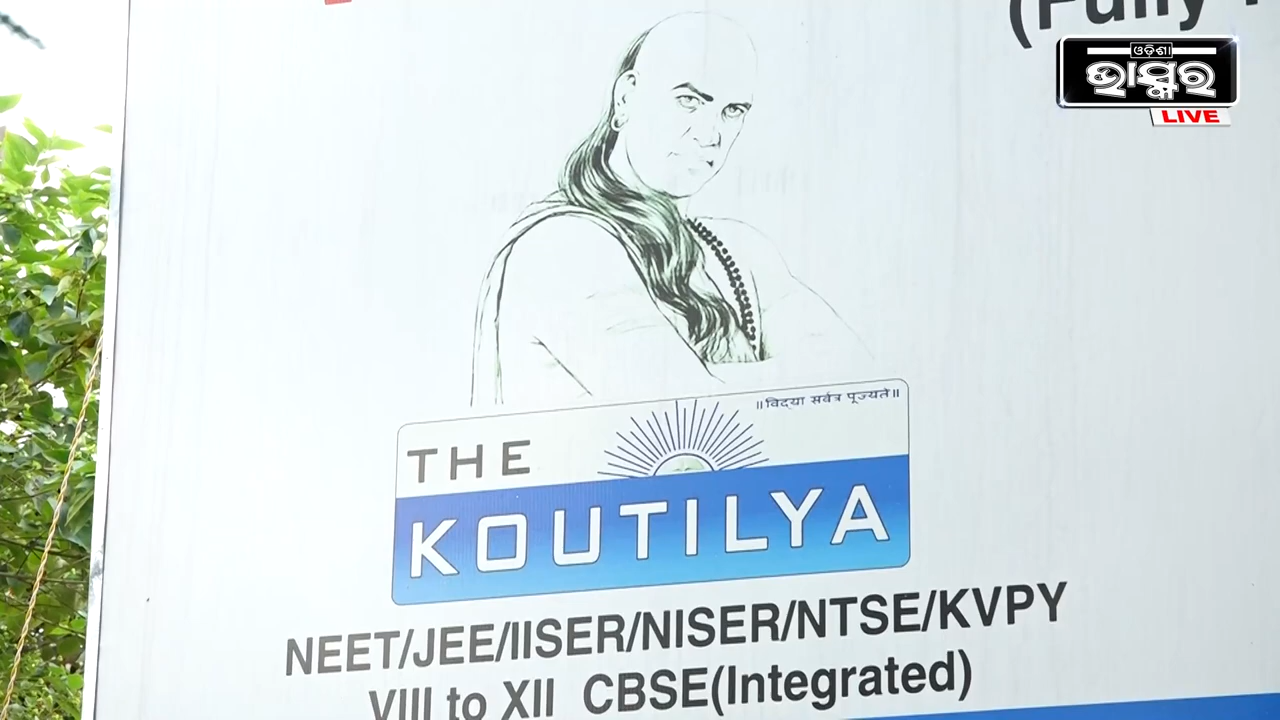 (Fully
ଓଡ଼ିଶା
ଭାସ୍କର
LIVE
॥विद्या सर्वत्र पूज्यते॥
THE
KOUTILYA
NEET/JEE/IISER/NISER/NTSE/KVPY
VIII to XII CBSE(Integrated)